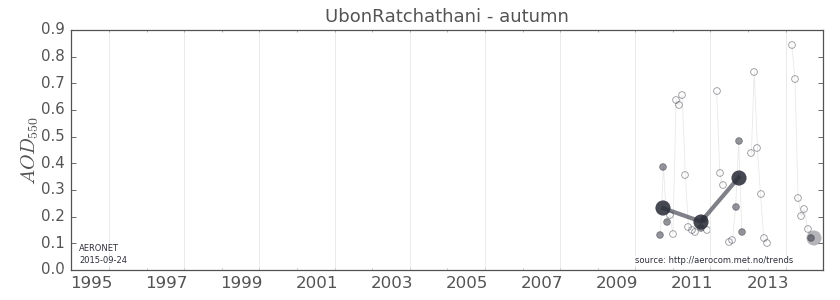 UbonRatchathani - autumn
0.9
0.8
0.7
0.6
0.5
0.4
0.3
0.2
0.1
0.0
AOD550
AERONET
2015-09-24
source: http://aerocom.met.no/trends
1995 1997 1999 2001 2003 2005 2007 2009 2011 2013